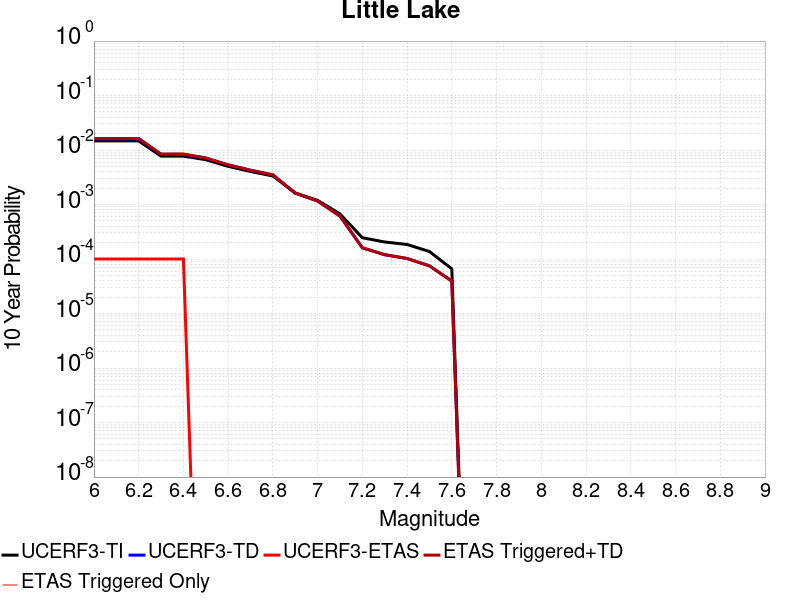 Little Lake
10 Year Probability
10^0
10^-1
10^-2
10^-3
10^-4
10^-5
10^-6
10^-7
10^-8
6 6.2 6.4 6.6 6.8 7 7.2 7.4 7.6 7.8 8 8.2 8.4 8.6 8.8 9
Magnitude
UCERF3-TI UCERF3-TD UCERF3-ETAS ETAS Triggered+TD
ETAS Triggered Only